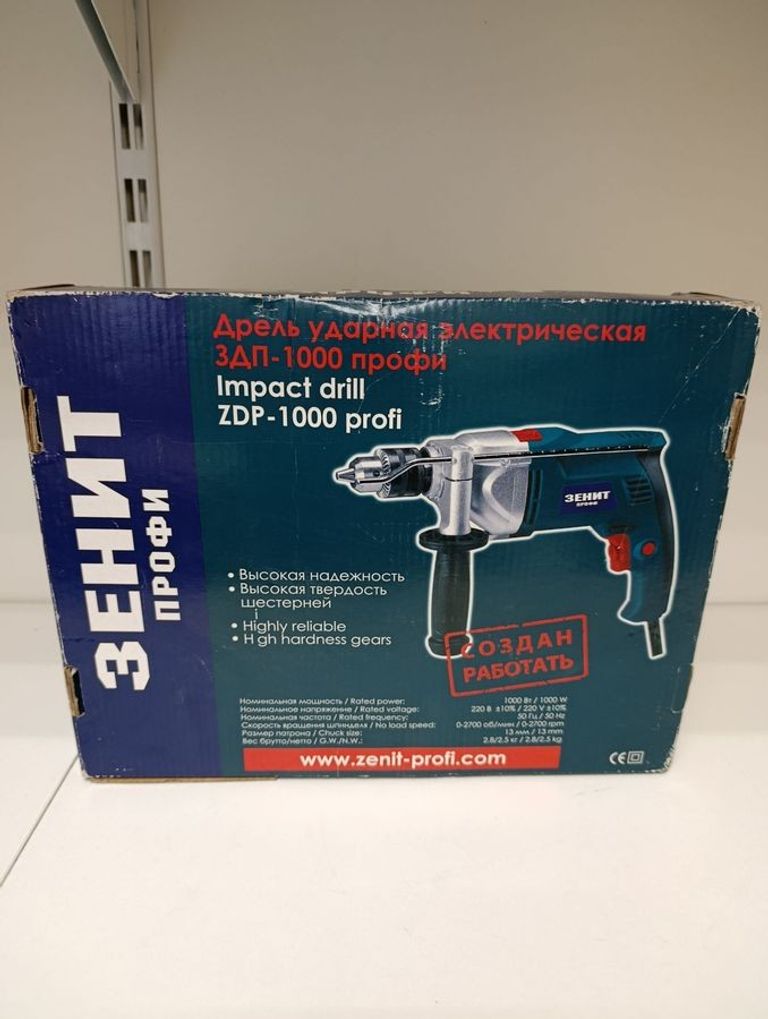 Дрель ударная электрическая
ЗДП-1000 профи
Impact drill
ZDP-1000 profi
ЗЕНИТ
ПРОФИ
ЗЕНИТ
ПРОФИ
• Высокая надежность
• Высокая твердость
шестерней
i
• Highly reliable
• H gh hardness gears
СОЗДАН
РАБОТАТЬ
Номинальная мощность / Rated power: 1000 Вт / 1000 W
Номинальное напряжение / Rated voltage: 220 В ±10% / 220 V ±10%
Номинальная частота / Rated frequency: 50 Гц / 50 Hz
Скорость вращения шпинделя / No load speed: 0-2700 об/мин / 0-2700 rpm
Размер патрона / Chuck size: 13 мм / 13 mm
Вес брутто/нетто / G.W./N.W.: 2.8/2.5 кг / 2.8/2.5 kg
www.zenit-profi.com
CE